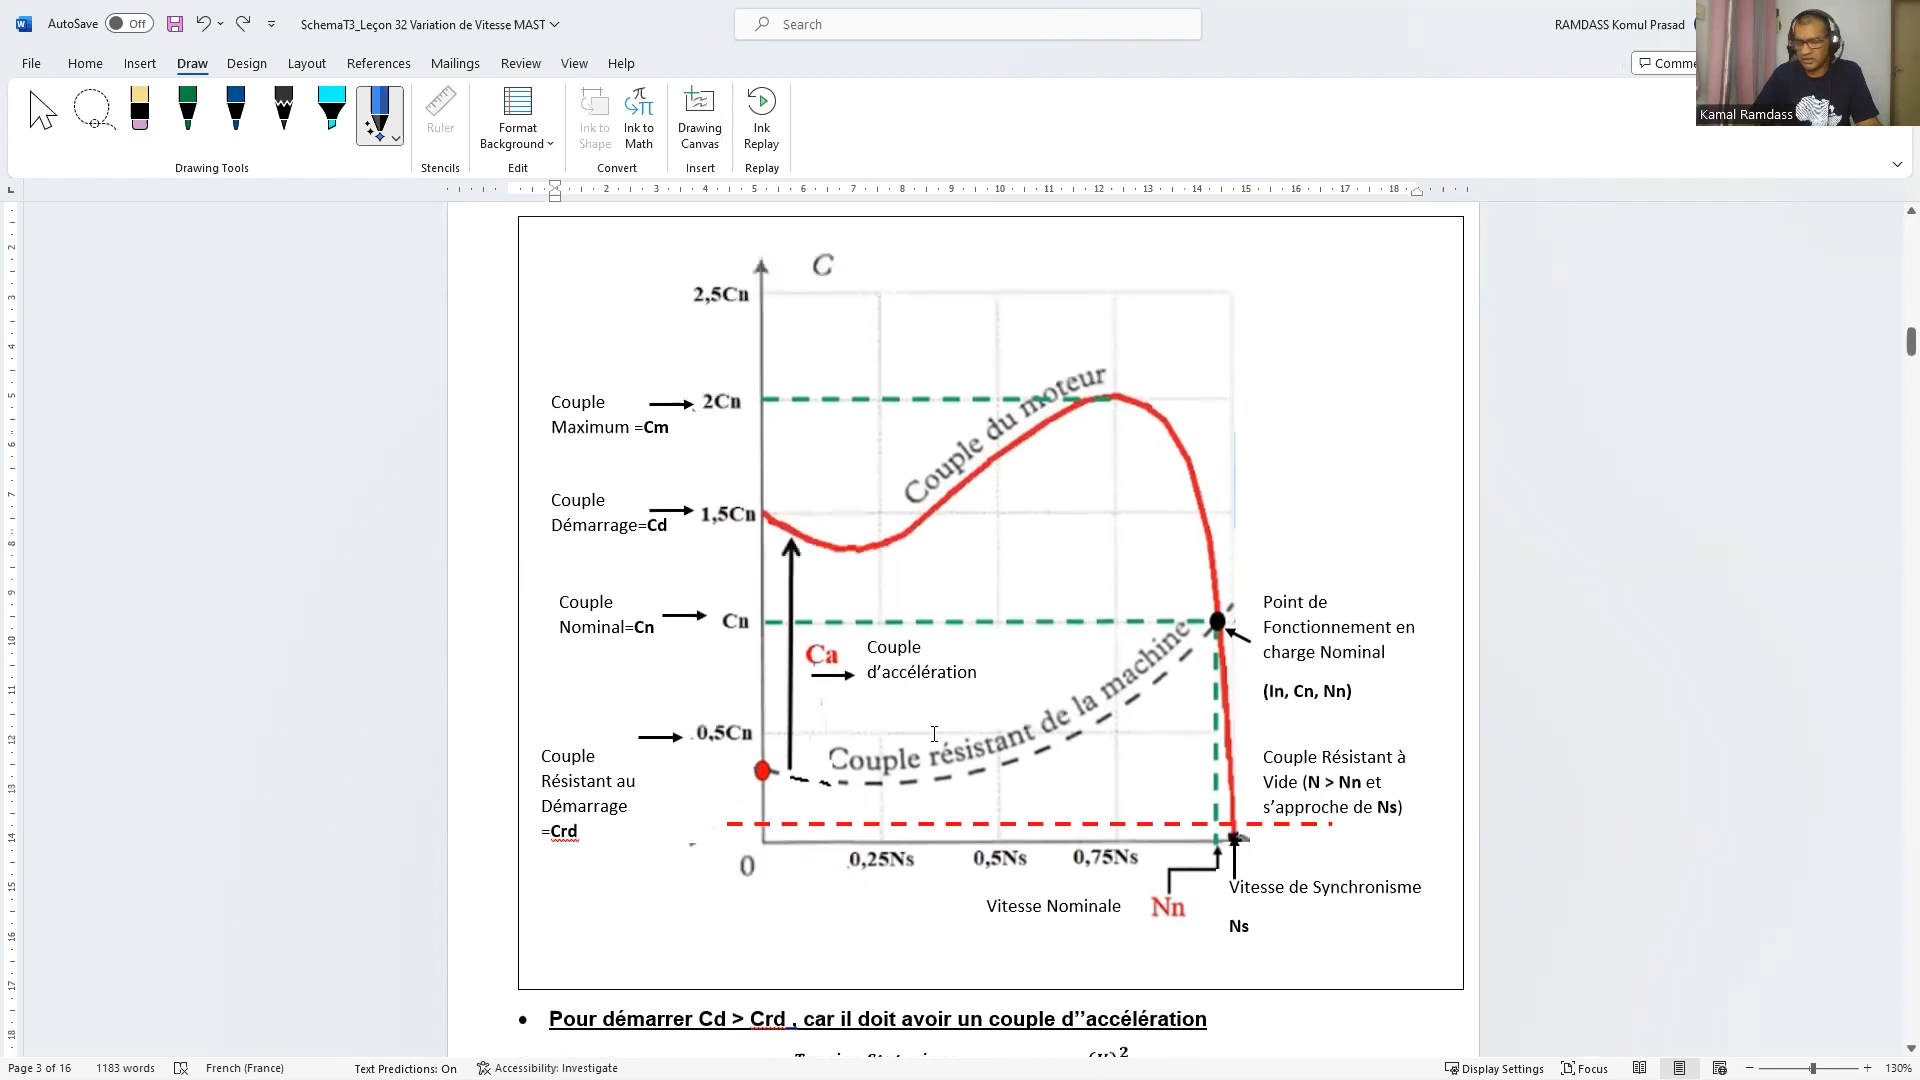 AutoSave Off SchemaT3_Leçon 32 Variation de Vitesse MAST Search RAMDASS Komul Prasad
File Home Insert Draw Design Layout References Mailings Review View Help Comme
Ruler Format Background Ink to Shape Ink to Math Drawing Canvas Ink Replay
Drawing Tools Stencils Edit Convert Insert Replay
Kamal Ramdass
C
2,5Cn
Couple
Maximum =Cm
2Cn
Couple du moteur
Couple
Démarrage=Cd
1,5Cn
Couple
Nominal=Cn
Cn
Ca
Couple
d'accélération
Point de
Fonctionnement en
charge Nominal
(In, Cn, Nn)
0,5Cn
Couple
Résistant au
Démarrage
=Crd
Couple résistant de la machine
Couple Résistant à
Vide (N > Nn et
s'approche de Ns)
0 0,25Ns 0,5Ns 0,75Ns
Vitesse Nominale Nn
Vitesse de Synchronisme
Ns
• Pour démarrer Cd > Crd , car il doit avoir un couple d''accélération
Page 3 of 16 1183 words French (France) Text Predictions: On Accessibility: Investigate Display Settings Focus 130%